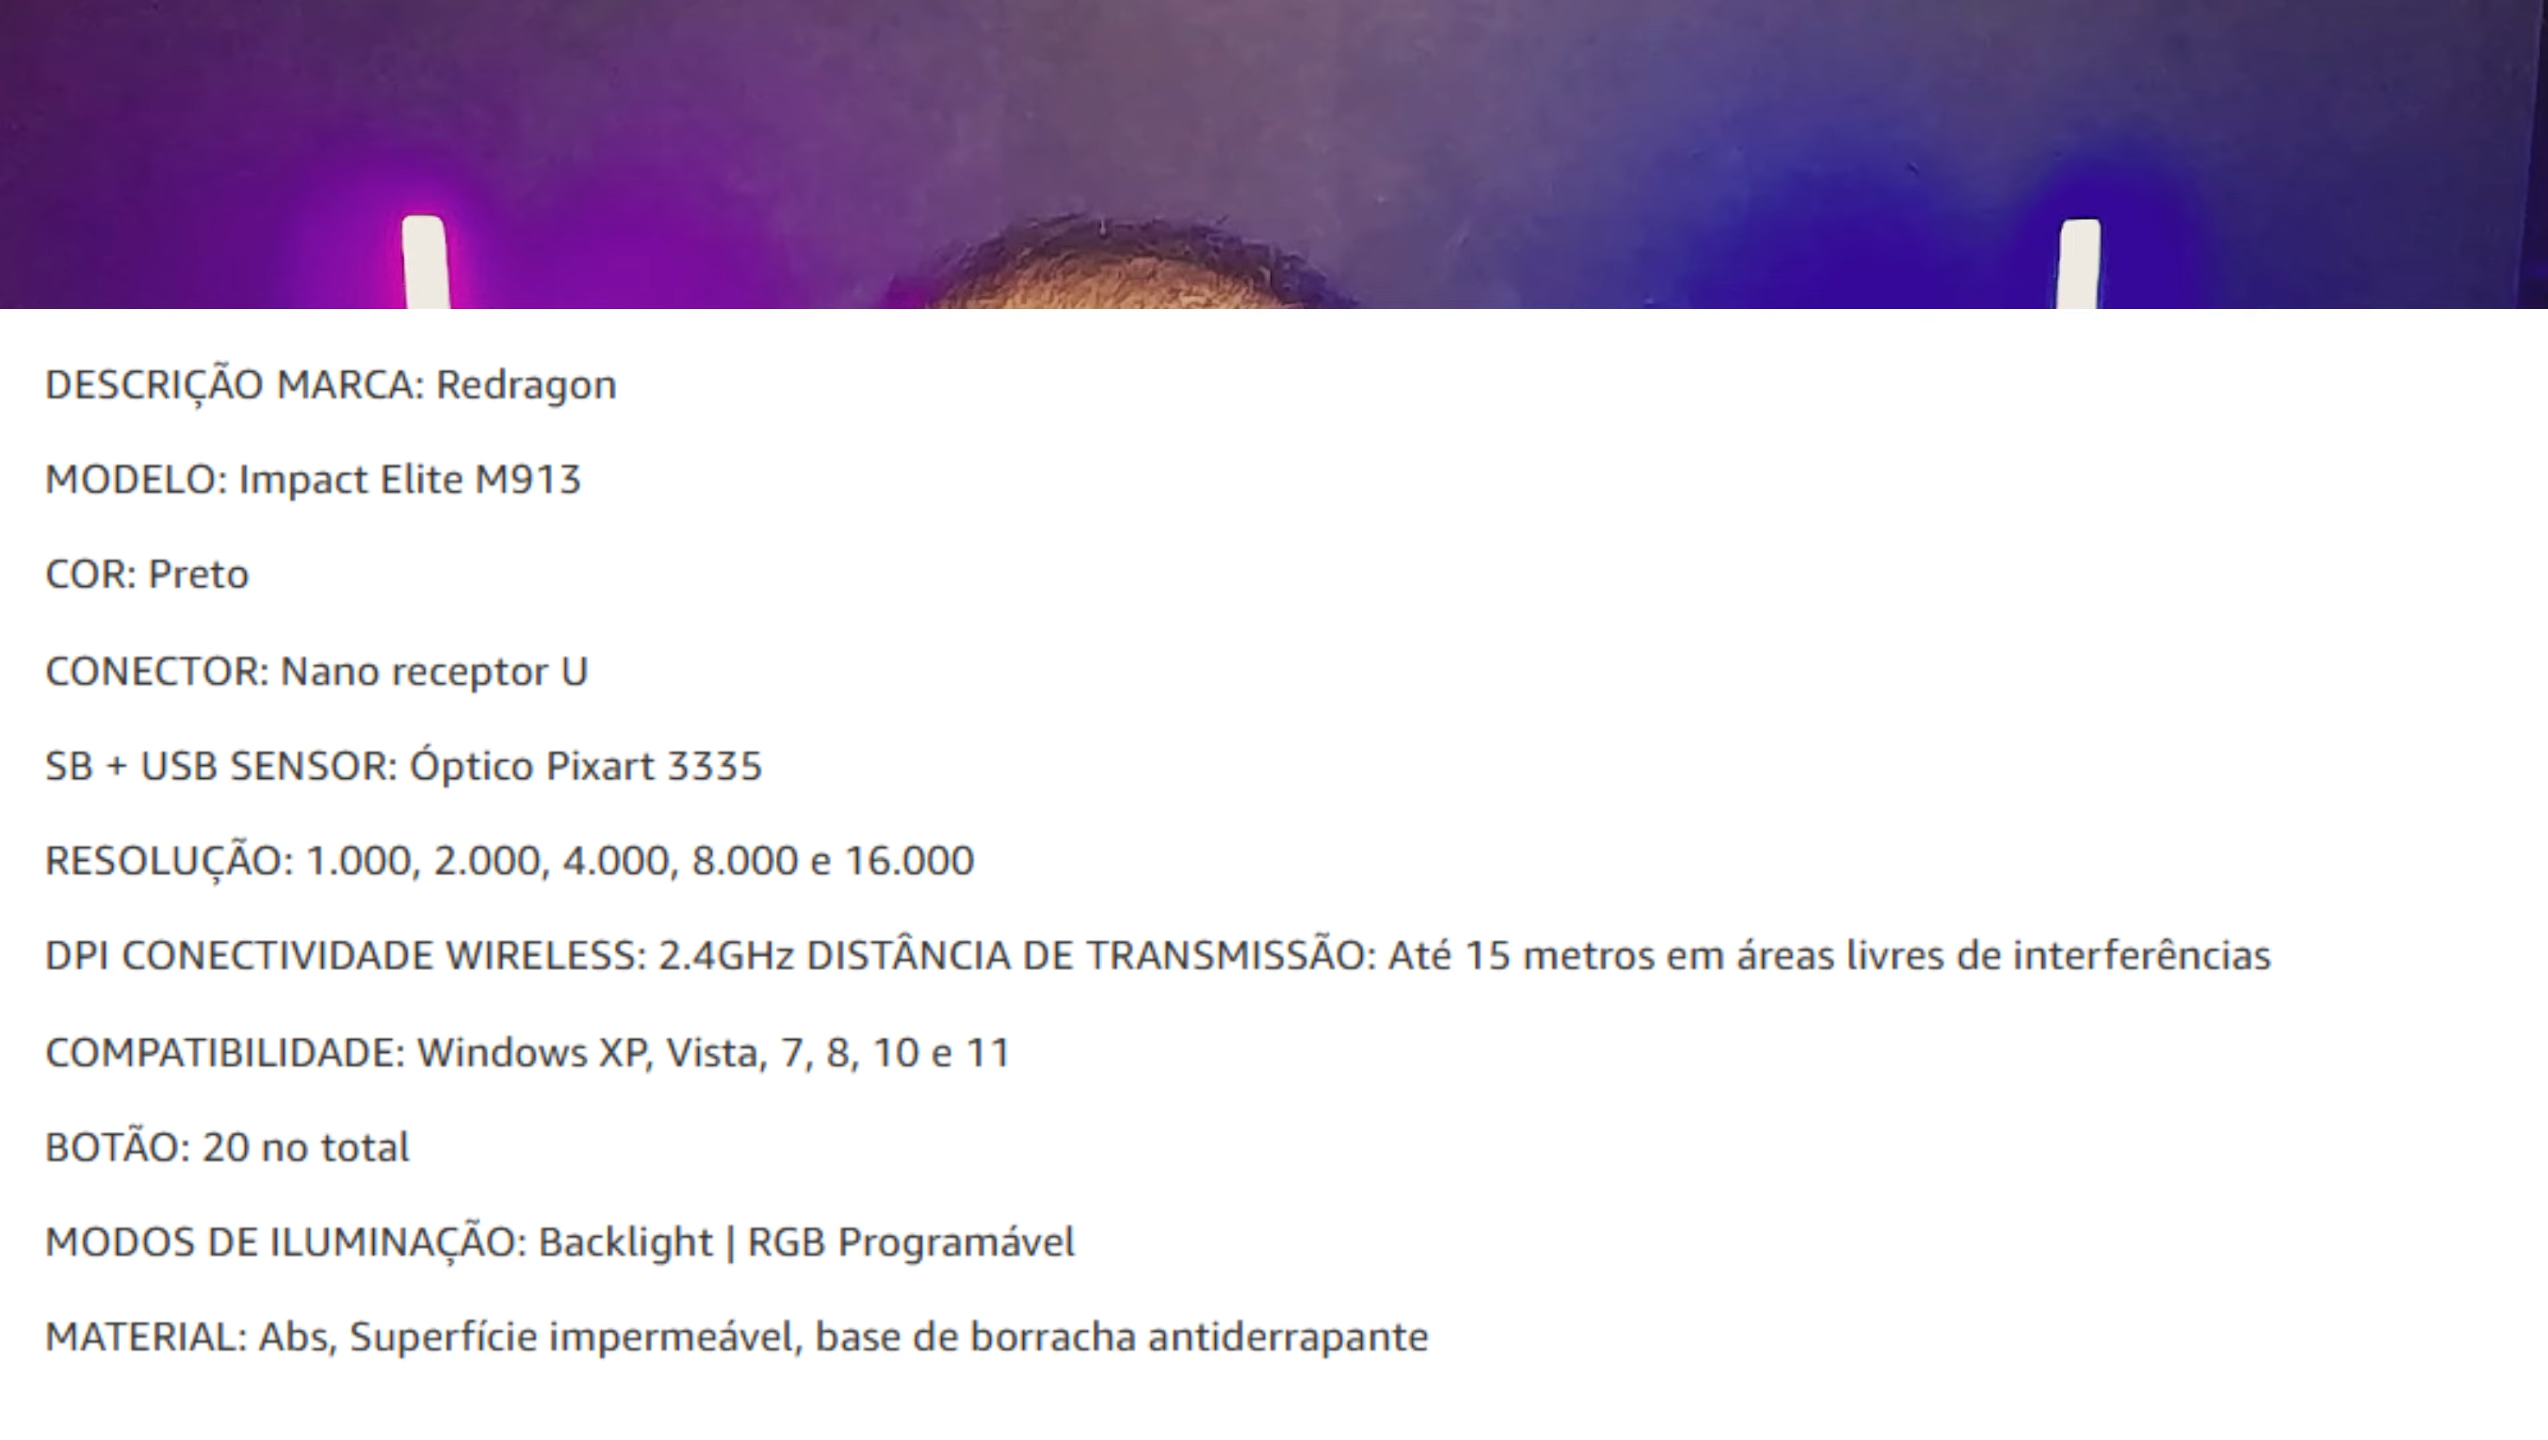 DESCRIÇÃO MARCA: Redragon
MODELO: Impact Elite M913
COR: Preto
CONECTOR: Nano receptor U
SB + USB SENSOR: Óptico Pixart 3335
RESOLUÇÃO: 1.000, 2.000, 4.000, 8.000 e 16.000
DPI CONECTIVIDADE WIRELESS: 2.4GHz DISTÂNCIA DE TRANSMISSÃO: Até 15 metros em áreas livres de interferências
COMPATIBILIDADE: Windows XP, Vista, 7, 8, 10 e 11
BOTÃO: 20 no total
MODOS DE ILUMINAÇÃO: Backlight | RGB Programável
MATERIAL: Abs, Superfície impermeável, base de borracha antiderrapante